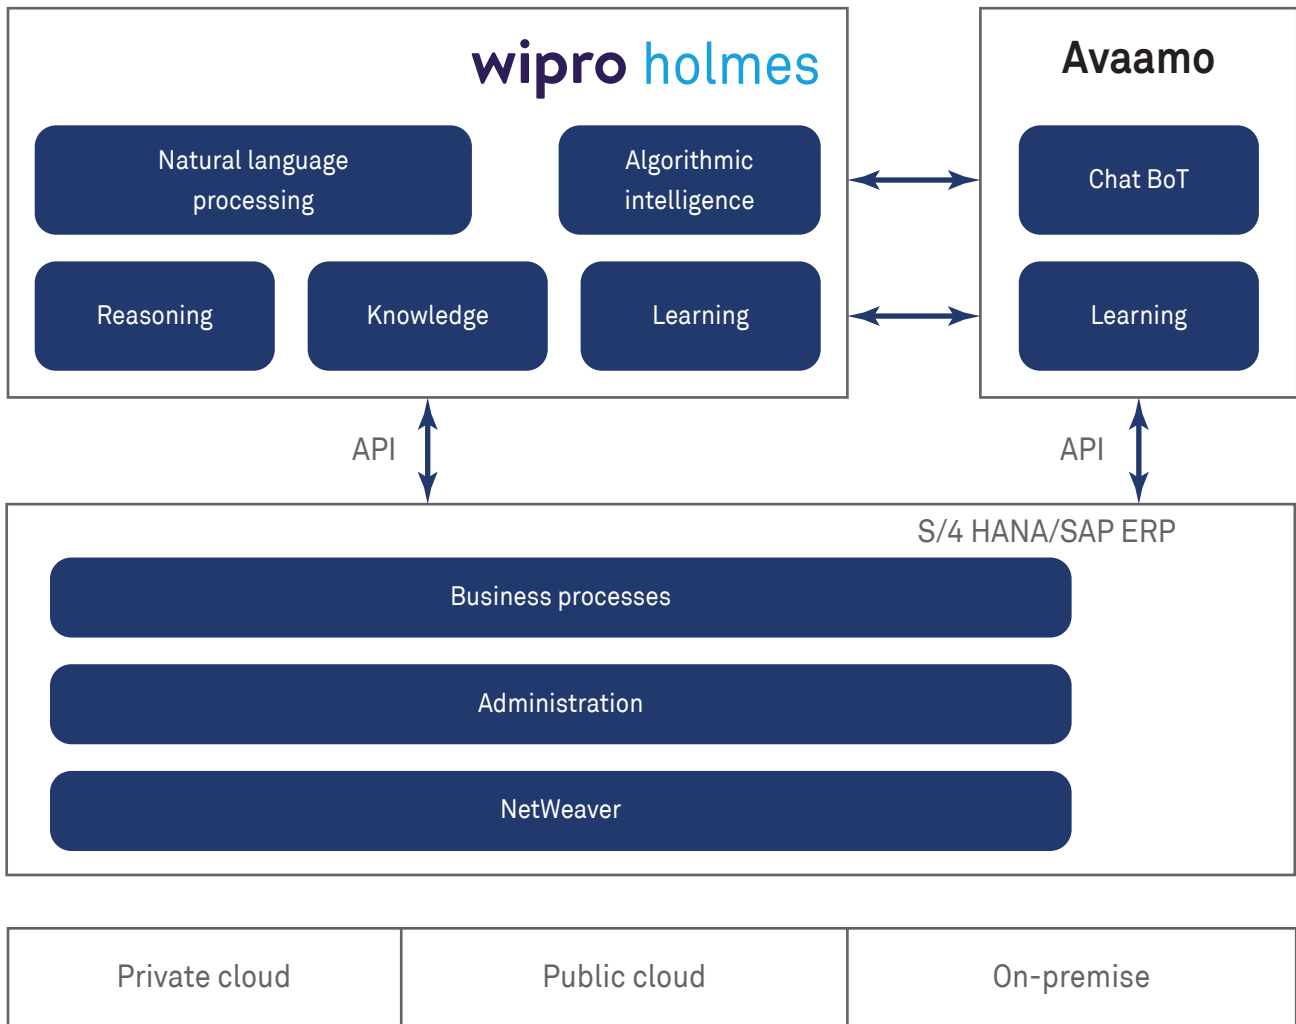 wipro holmes
Natural language
processing
Algorithmic
intelligence
Reasoning
Knowledge
Learning
Avaamo
Chat BoT
Learning
API
API
S/4 HANA/SAP ERP
Business processes
Administration
NetWeaver
Private cloud
Public cloud
On-premise